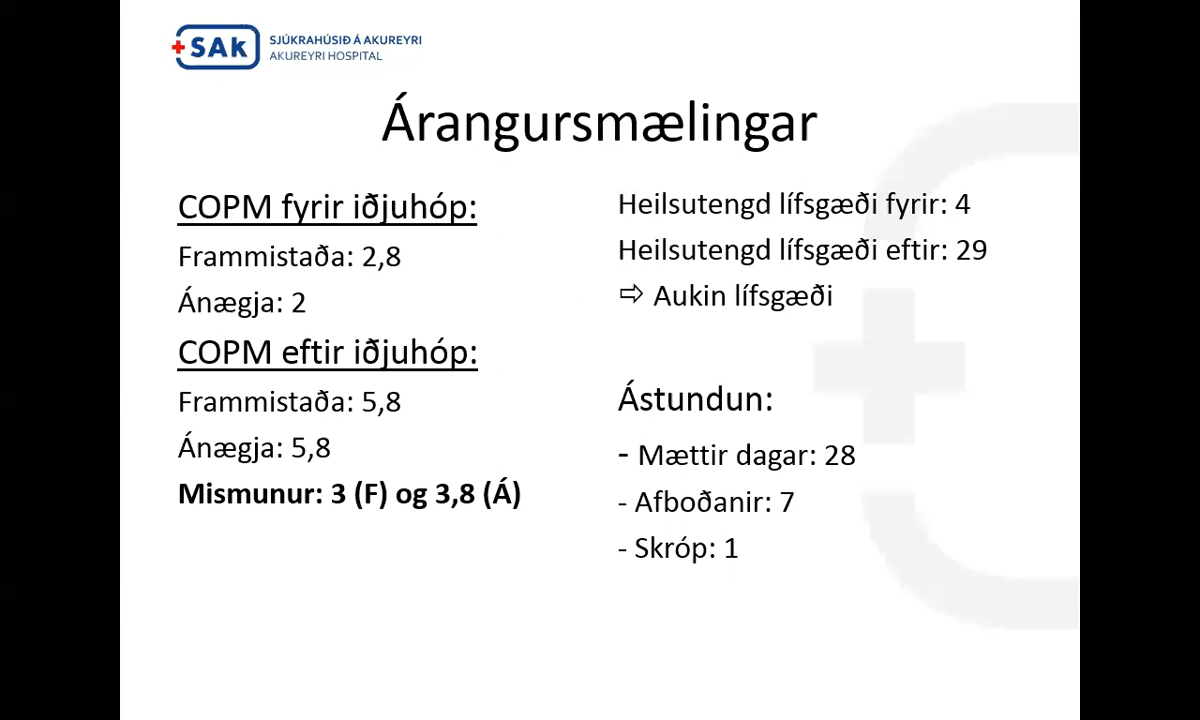 SAK
SJÚKRAHÚSIÐ Á AKUREYRI
AKUREYRI HOSPITAL
Árangursmælingar
COPM fyrir iðjuhóp:
Frammistaða: 2,8
Ánægja: 2
COPM eftir iðjuhóp:
Frammistaða: 5,8
Ánægja: 5,8
Mismunur: 3 (F) og 3,8 (Á)
Heilsutengd lífsgæði fyrir: 4
Heilsutengd lífsgæði eftir: 29
⇨ Aukin lífsgæði
Ástundun:
- Mættir dagar: 28
- Afboðanir: 7
- Skróp: 1